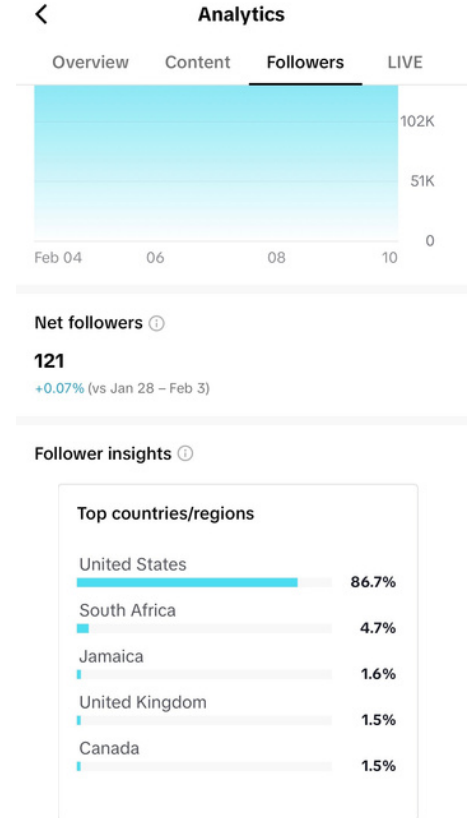 Analytics
Overview Content Followers LIVE
102K
51K
0
Feb 04 06 08 10
Net followers
121
+0.07% (vs Jan 28 – Feb 3)
Follower insights
Top countries/regions
United States
86.7%
South Africa
4.7%
Jamaica
1.6%
United Kingdom
1.5%
Canada
1.5%